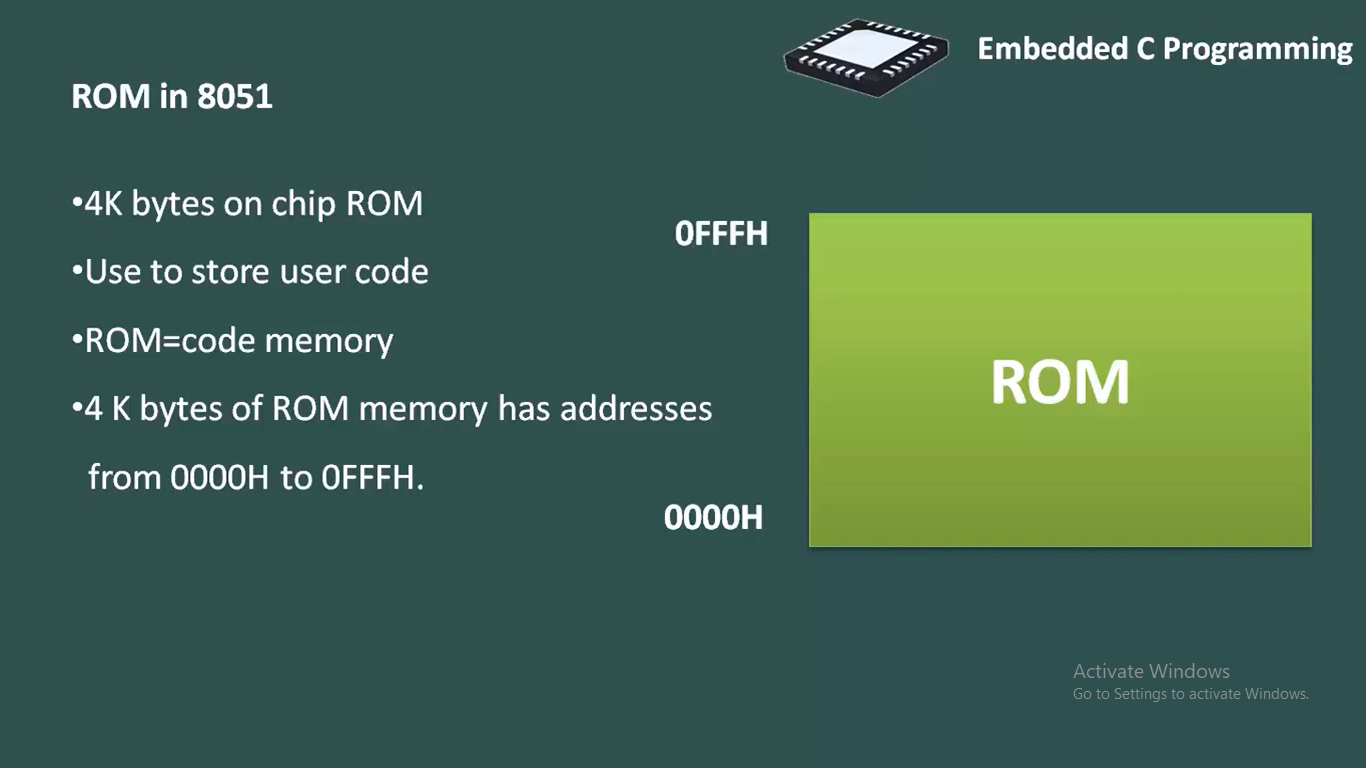 Embedded C Programming
ROM in 8051
•4K bytes on chip ROM
•Use to store user code
•ROM=code memory
•4 K bytes of ROM memory has addresses
from 0000H to 0FFFH.
0FFFH
ROM
0000H
Activate Windows
Go to Settings to activate Windows.